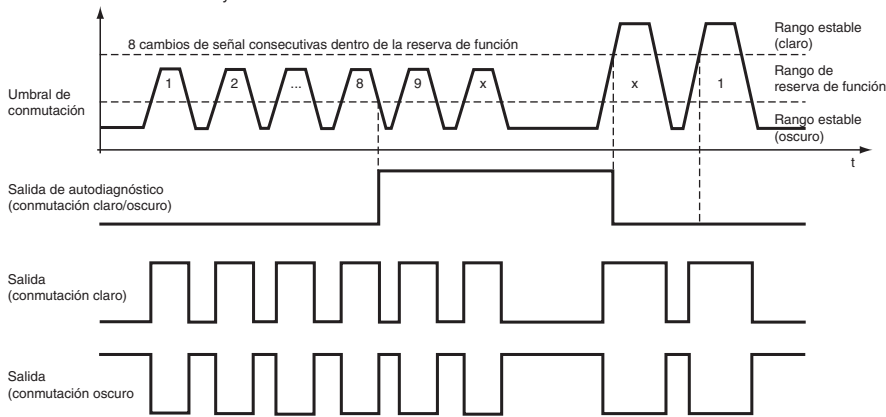 8 cambios de señal consecutivas dentro de la reserva de función
Rango estable
(claro)
Umbral de
conmutación
1 2 ... 8 9 x x 1
Rango de
reserva de función
Rango estable
(oscuro)
t
Salida de autodiagnóstico
(conmutación claro/oscuro)
Salida
(conmutación claro)
Salida
(conmutación oscuro